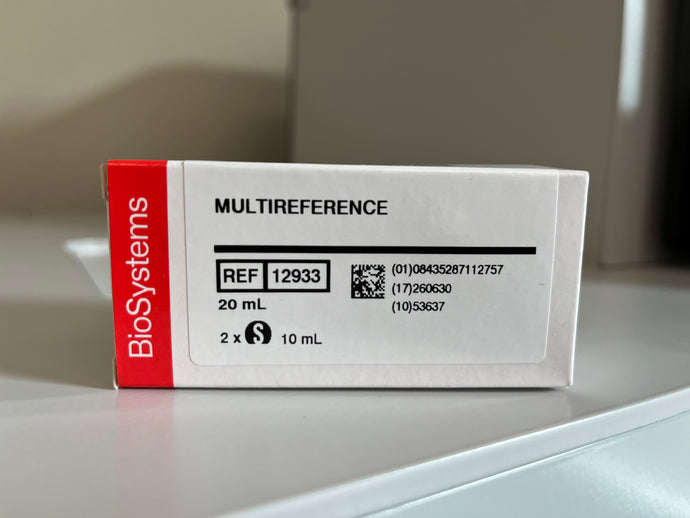 BioSystems
MULTIREFERENCE
REF 12933
20 mL
2 x S 10 mL
(01)08435287112757
(17)260630
(10)53637